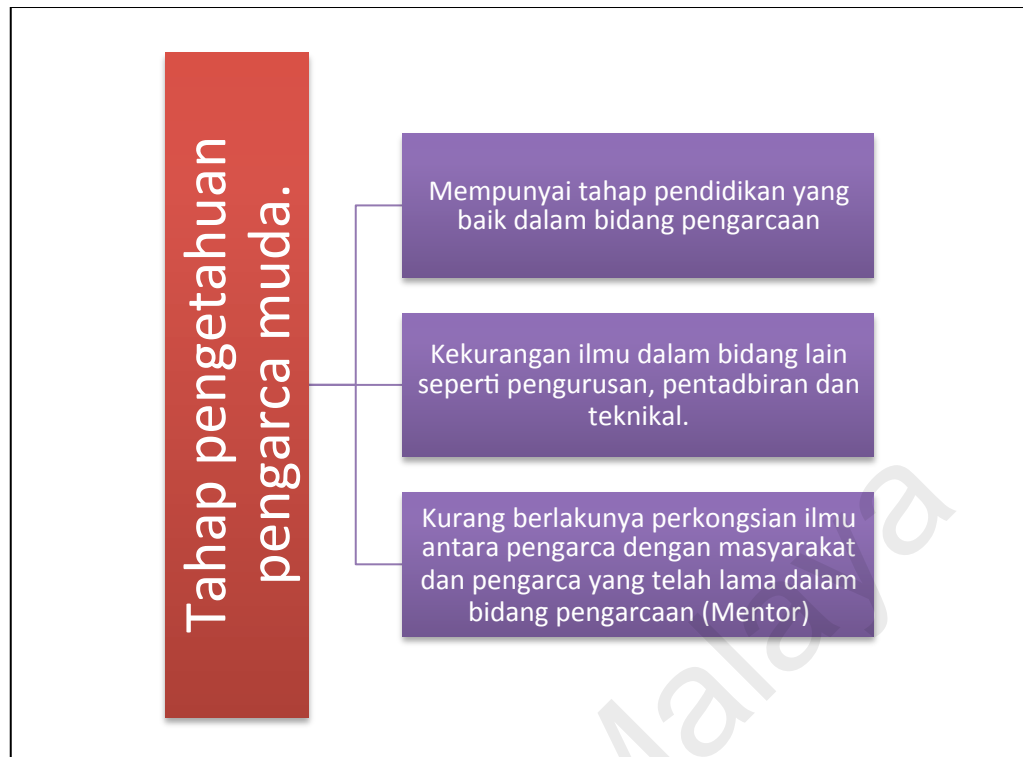 Tahap pengetahuan
pengarca muda.
Mempunyai tahap pendidikan yang
baik dalam bidang pengarcaan
Kekurangan ilmu dalam bidang lain
seperti pengurusan, pentadbiran dan
teknikal.
Kurang berlakunya perkongsian ilmu
antara pengarca dengan masyarakat
dan pengarca yang telah lama dalam
bidang pengarcaan (Mentor)
Malaya